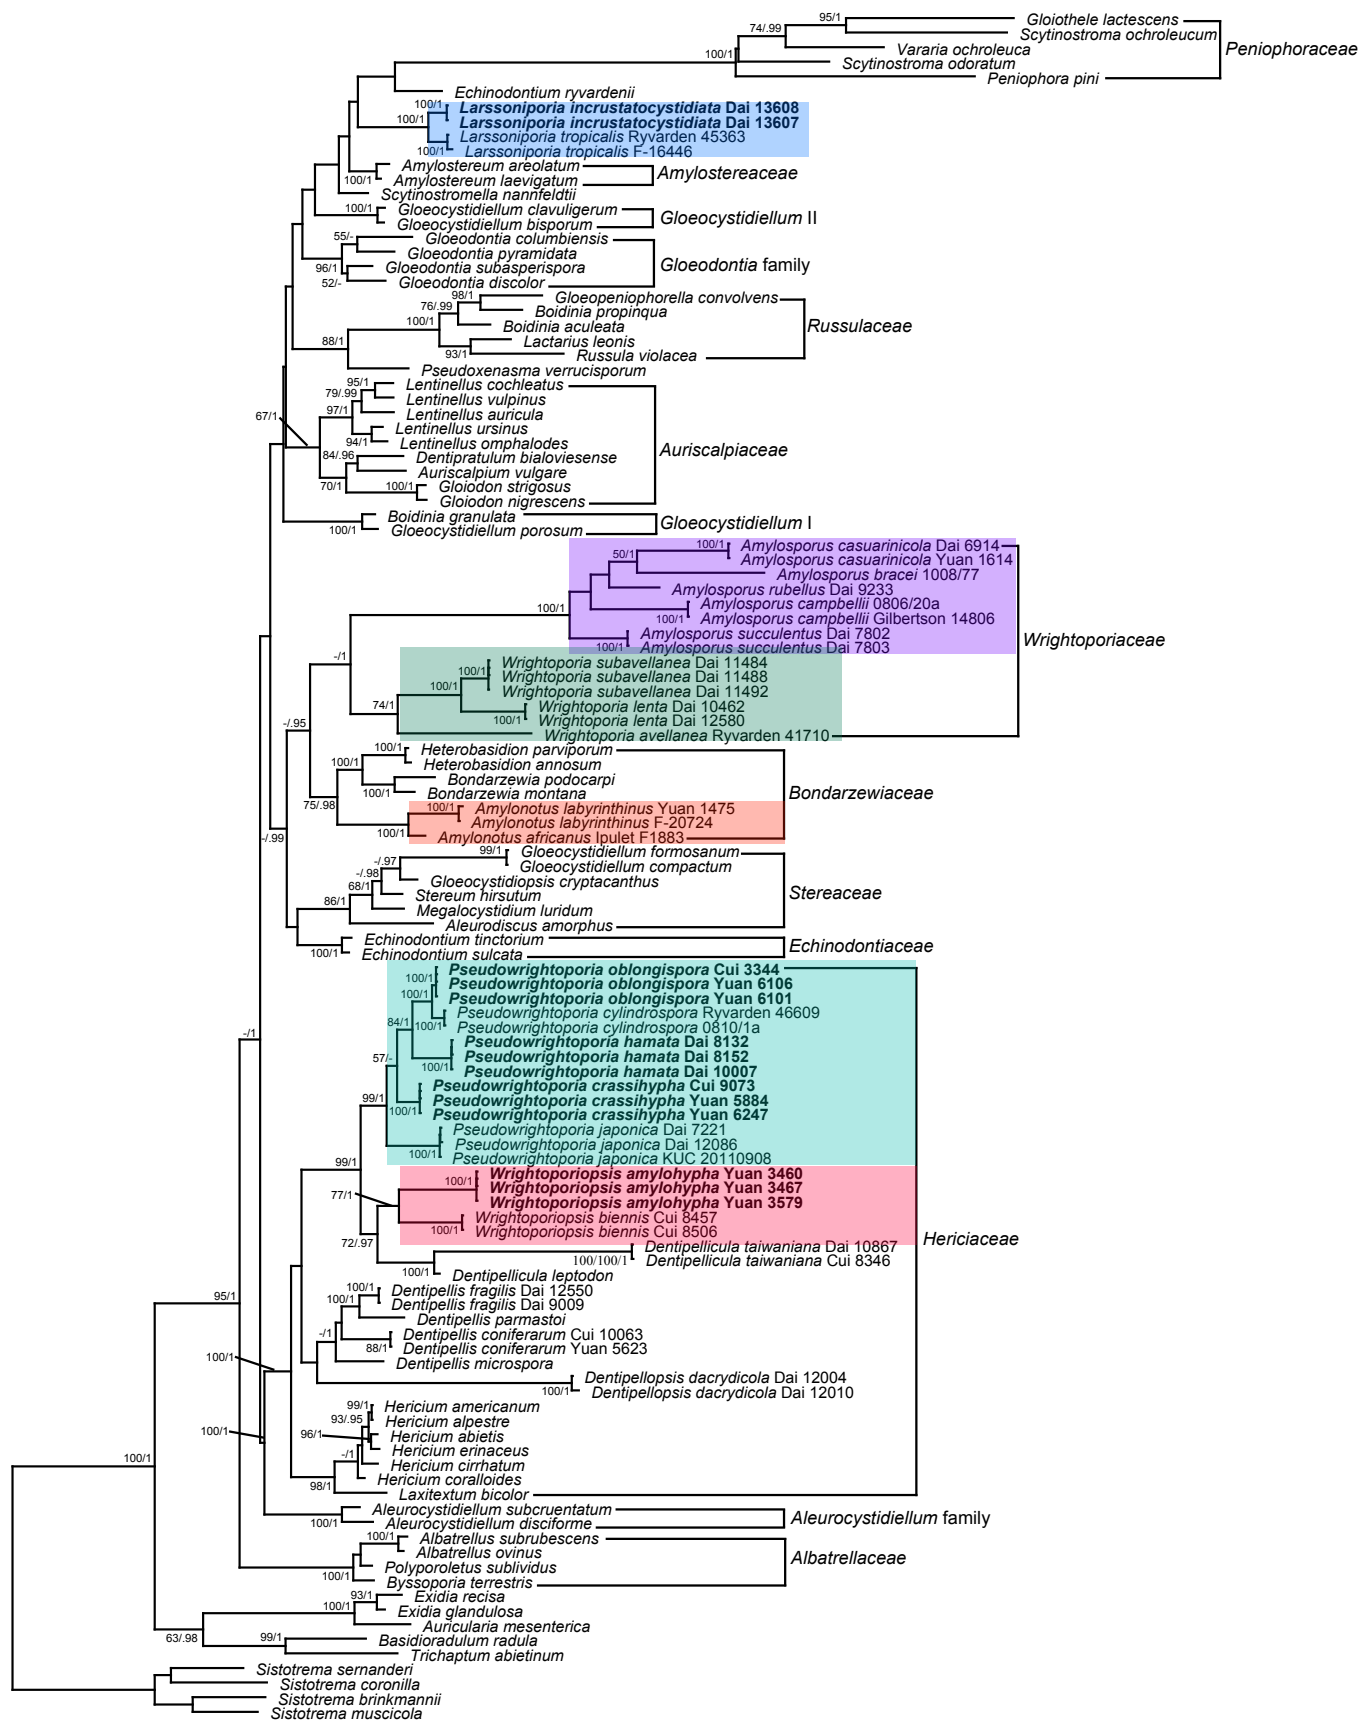 95/1
Gloiothele lactescens
74/.99
Scytinostroma ochroleucum
Vararia ochroleuca
Peniophoraceae
100/1
Scytinostroma odoratum
Peniophora pini
Echinodontium ryvardenii
100/1
Larssoniporia incrustatocystidiata Dai 13608
100/1
Larssoniporia incrustatocystidiata Dai 13607
Larssoniporia tropicalis Ryvarden 45363
100/1
Larssoniporia tropicalis F-16446
Amylostereum areolatum
Amylostereaceae
100/1
Amylostereum laevigatum
Scytinostromella nannfeldtii
100/1
Gloeocystidiellum clavuligerum
Gloeocystidiellum II
Gloeocystidiellum bisporum
55/-
Gloeodontia columbiensis
Gloeodontia pyramidata
96/1
Gloeodontia subasperispora
Gloeodontia family
52/-
Gloeodontia discolor
98/1
Gloeopeniophorella convolvens
76/.99
Boidinia propinqua
100/1
Boidinia aculeata
Russulaceae
Lactarius leonis
88/1
93/1
Russula violacea
Pseudoxenasma verrucisporum
95/1
Lentinellus cochleatus
79/.99
Lentinellus vulpinus
67/1
97/1
Lentinellus auricula
Lentinellus ursinus
94/1
Lentinellus omphalodes
Auriscalpiaceae
84/.96
Dentipratulum bialoviesense
Auriscalpium vulgare
70/1
100/1
Gloiodon strigosus
Gloiodon nigrescens
Boidinia granulata
Gloeocystidiellum I
100/1
Gloeocystidiellum porosum
100/1
Amylosporus casuarinicola Dai 6914
50/1
Amylosporus casuarinicola Yuan 1614
Amylosporus bracei 1008/77
Amylosporus rubellus Dai 9233
100/1
Amylosporus campbellii 0806/20a
100/1
Amylosporus campbellii Gilbertson 14806
Amylosporus succulentus Dai 7802
Wrightoporiaceae
100/1
Amylosporus succulentus Dai 7803
-/1
100/1
Wrightoporia subavellanea Dai 11484
Wrightoporia subavellanea Dai 11488
100/1
Wrightoporia subavellanea Dai 11492
74/1
Wrightoporia lenta Dai 10462
100/1
Wrightoporia lenta Dai 12580
-/.95
Wrightoporia avellanea Ryvarden 41710
100/1
Heterobasidion parviporum
100/1
Heterobasidion annosum
Bondarzewia podocarpi
100/1
Bondarzewia montana
Bondarzewiaceae
75/.98
100/1
Amylonotus labyrinthinus Yuan 1475
Amylonotus labyrinthinus F-20724
100/1
Amylonotus africanus Ipulet F1883
-/.99
99/1
Gloeocystidiellum formosanum
-/.97
Gloeocystidiellum compactum
-/.98
Gloeocystidiopsis cryptacanthus
68/1
Stereum hirsutum
Stereaceae
86/1
Megalocystidium luridum
Aleurodiscus amorphus
Echinodontium tinctorium
Echinodontiaceae
100/1
Echinodontium sulcata
Pseudowrightoporia oblongispora Cui 3344
100/1
Pseudowrightoporia oblongispora Yuan 6106
100/1
Pseudowrightoporia oblongispora Yuan 6101
Pseudowrightoporia cylindrospora Ryvarden 46609
84/1
100/1
Pseudowrightoporia cylindrospora 0810/1a
-/1
Pseudowrightoporia hamata Dai 8132
57/-
Pseudowrightoporia hamata Dai 8152
100/1
Pseudowrightoporia hamata Dai 10007
Pseudowrightoporia crassihypha Cui 9073
99/1
Pseudowrightoporia crassihypha Yuan 5884
100/1
Pseudowrightoporia crassihypha Yuan 6247
Pseudowrightoporia japonica Dai 7221
Pseudowrightoporia japonica Dai 12086
100/1
Pseudowrightoporia japonica KUC 20110908
99/1
Wrightoporiopsis amylohypha Yuan 3460
100/1
Wrightoporiopsis amylohypha Yuan 3467
77/1
Wrightoporiopsis amylohypha Yuan 3579
Wrightoporiopsis biennis Cui 8457
100/1
Wrightoporiopsis biennis Cui 8506
Hericiaceae
72/.97
Dentipellicula taiwaniana Dai 10867
100/100/1
Dentipellicula taiwaniana Cui 8346
100/1
Dentipellicula leptodon
100/1
Dentipellis fragilis Dai 12550
95/1
100/1
Dentipellis fragilis Dai 9009
Dentipellis parmastoi
-/1
Dentipellis coniferarum Cui 10063
88/1
Dentipellis coniferarum Yuan 5623
100/1
Dentipellis microspora
Dentipellopsis dacrydicola Dai 12004
100/1
Dentipellopsis dacrydicola Dai 12010
99/1
Hericium americanum
93/.95
Hericium alpestre
100/1
96/1
Hericium abietis
Hericium erinaceus
-/1
Hericium cirrhatum
100/1
Hericium coralloides
98/1
Laxitextum bicolor
Aleurocystidiellum subcruentatum
Aleurocystidiellum family
100/1
Aleurocystidiellum disciforme
100/1
Albatrellus subrubescens
Albatrellus ovinus
Albatrellaceae
Polyporoletus sublividus
100/1
Byssoporia terrestris
93/1
Exidia recisa
100/1
Exidia glandulosa
Auricularia mesenterica
63/.98
99/1
Basidioradulum radula
Trichaptum abietinum
Sistotrema sernanderi
Sistotrema coronilla
Sistotrema brinkmannii
Sistotrema muscicola